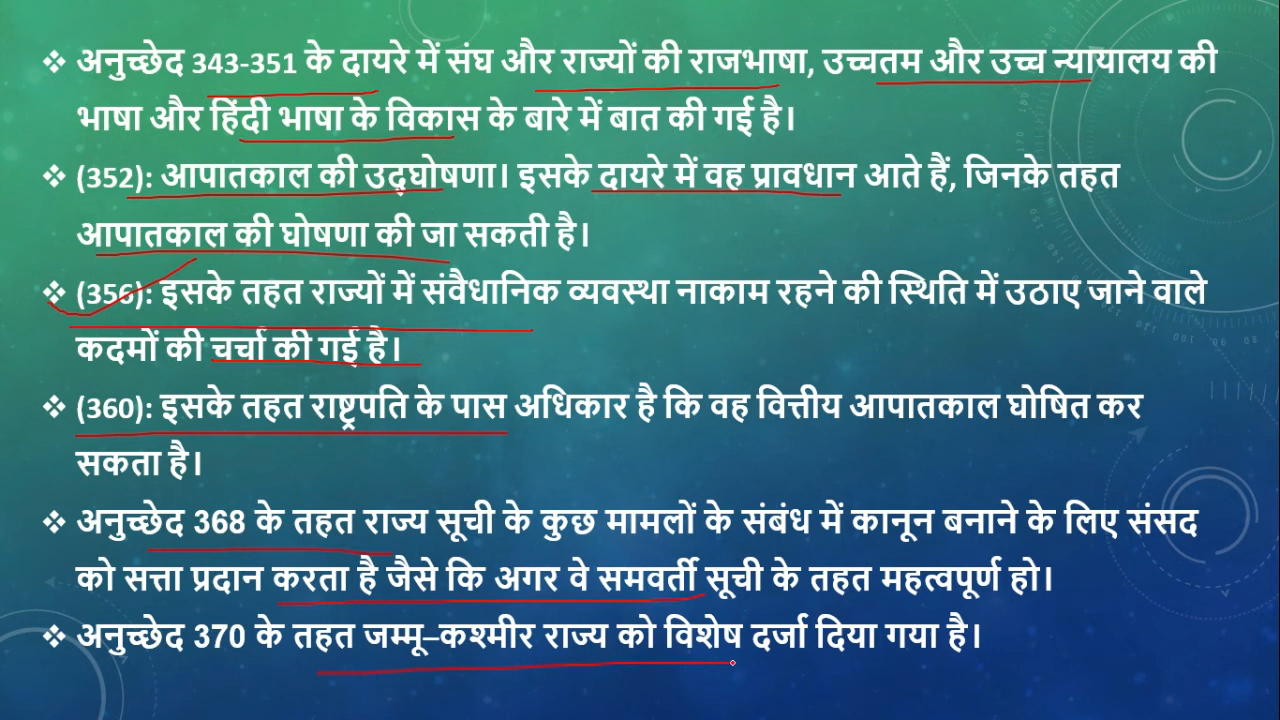 ❖ अनुच्छेद 343-351 के दायरे में संघ और राज्यों की राजभाषा, उच्चतम और उच्च न्यायालय की
भाषा और हिंदी भाषा के विकास के बारे में बात की गई है।
❖ (352): आपातकाल की उद्घोषणा। इसके दायरे में वह प्रावधान आते हैं, जिनके तहत
आपातकाल की घोषणा की जा सकती है।
❖ (356): इसके तहत राज्यों में संवैधानिक व्यवस्था नाकाम रहने की स्थिति में उठाए जाने वाले
कदमों की चर्चा की गई है।
❖ (360): इसके तहत राष्ट्रपति के पास अधिकार है कि वह वित्तीय आपातकाल घोषित कर
सकता है।
❖ अनुच्छेद 368 के तहत राज्य सूची के कुछ मामलों के संबंध में कानून बनाने के लिए संसद
को सत्ता प्रदान करता है जैसे कि अगर वे समवर्ती सूची के तहत महत्वपूर्ण हो।
❖ अनुच्छेद 370 के तहत जम्मू–कश्मीर राज्य को विशेष दर्जा दिया गया है।